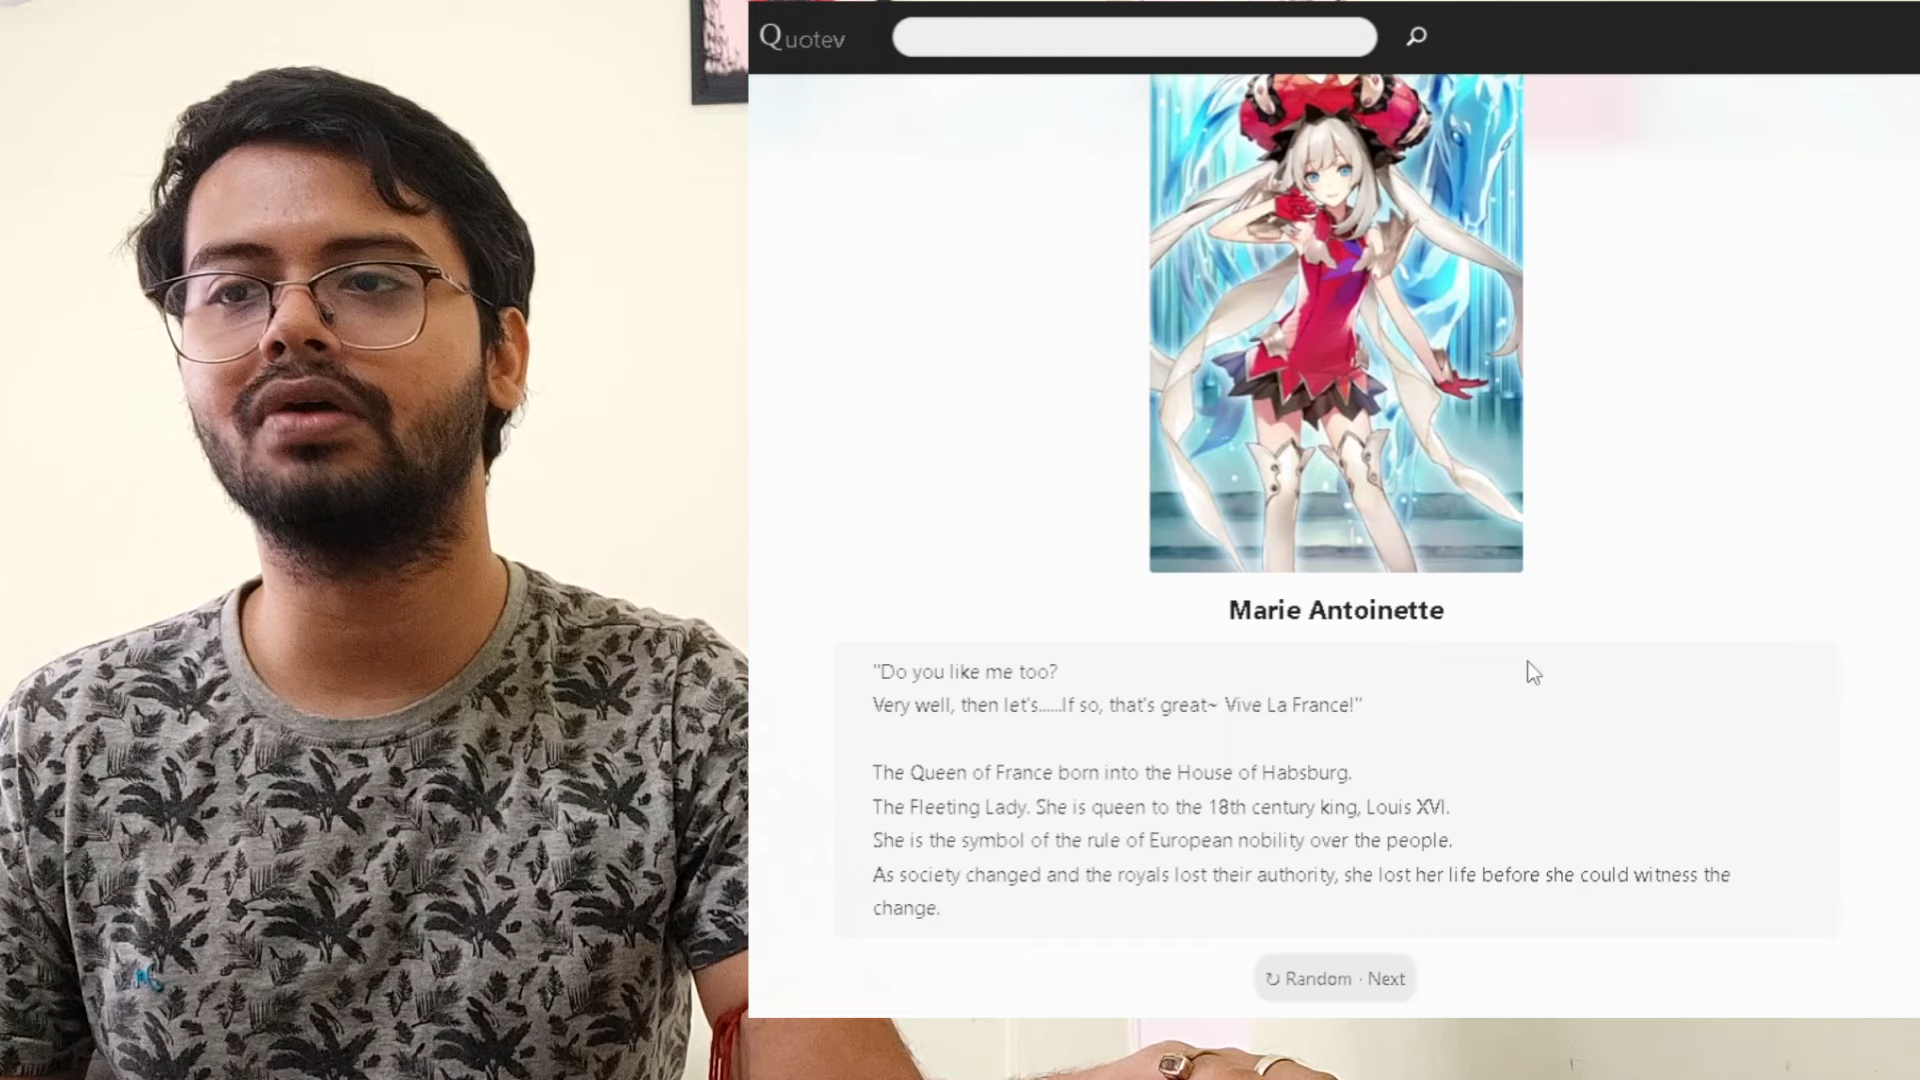 Quotev
Marie Antoinette
"Do you like me too?
Very well, then let's......If so, that's great~ Vive La France!"
The Queen of France born into the House of Habsburg.
The Fleeting Lady. She is queen to the 18th century king, Louis XVI.
She is the symbol of the rule of European nobility over the people.
As society changed and the royals lost their authority, she lost her life before she could witness the
change.
↻ Random · Next